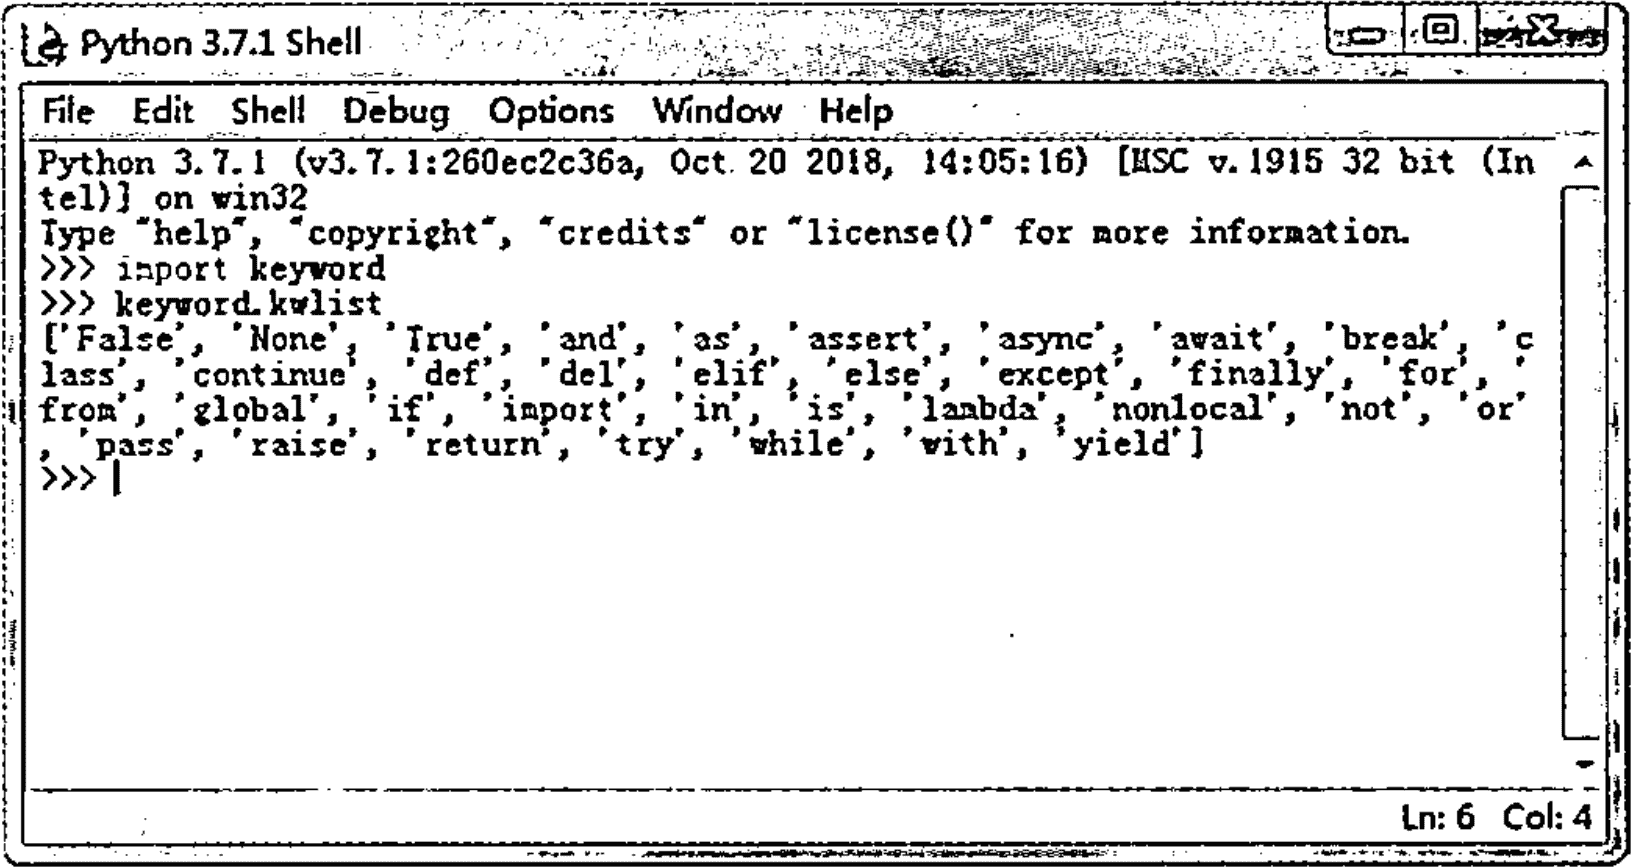 Python 3.7.1 Shell
File Edit Shell Debug Options Window Help
Python 3.7.1 (v3.7.1:260ec2c36a, Oct 20 2018, 14:05:16) [MSC v.1915 32 bit (In
tel)] on win32
Type "help", "copyright", "credits" or "license()" for more information.
>>> import keyword
>>> keyword.kwlist
['False', 'None', 'True', 'and', 'as', 'assert', 'async', 'await', 'break', 'c
lass', 'continue', 'def', 'del', 'elif', 'else', 'except', 'finally', 'for', '
from', 'global', 'if', 'import', 'in', 'is', 'lambda', 'nonlocal', 'not', 'or'
, 'pass', 'raise', 'return', 'try', 'while', 'with', 'yield']
>>>
Ln: 6 Col: 4